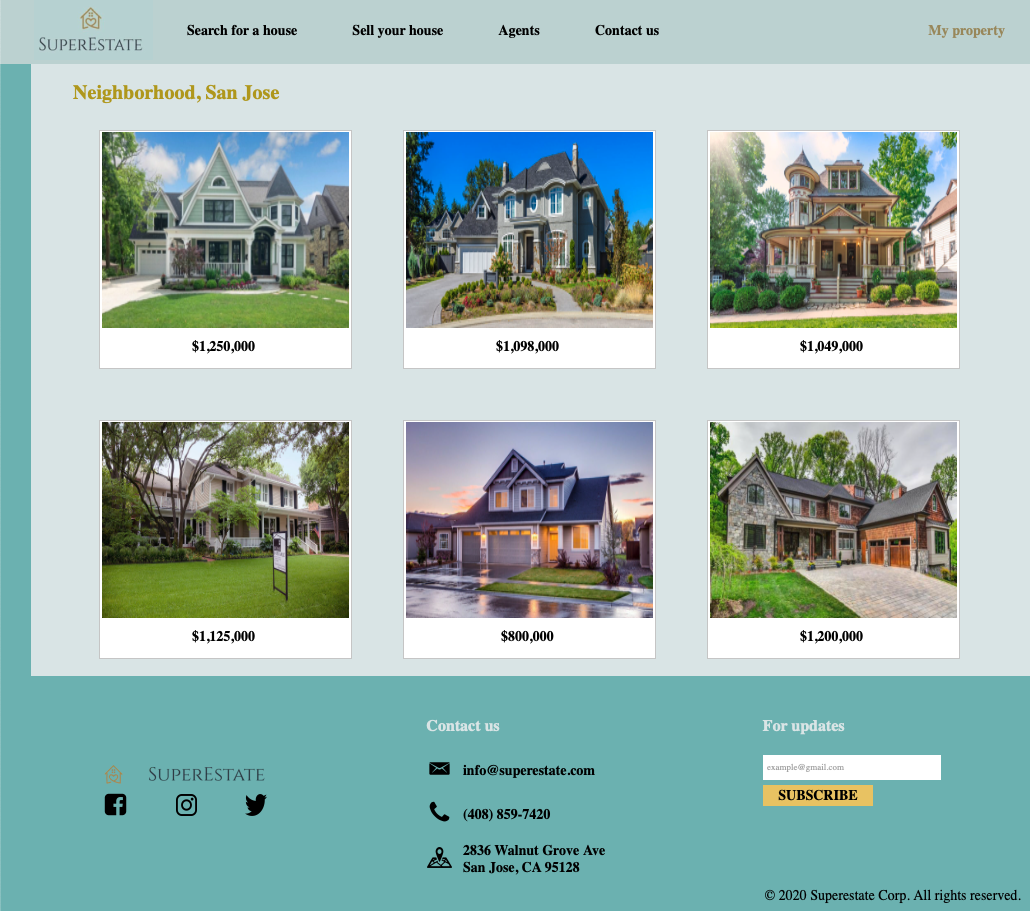 SUPERESTATE
Search for a house
Sell your house
Agents
Contact us
My property
Neighborhood, San Jose
$1,250,000
$1,098,000
$1,049,000
$1,125,000
$800,000
$1,200,000
SUPERESTATE
Contact us
info@superestate.com
(408) 859-7420
2836 Walnut Grove Ave
San Jose, CA 95128
For updates
example@gmail.com
SUBSCRIBE
© 2020 Superestate Corp. All rights reserved.